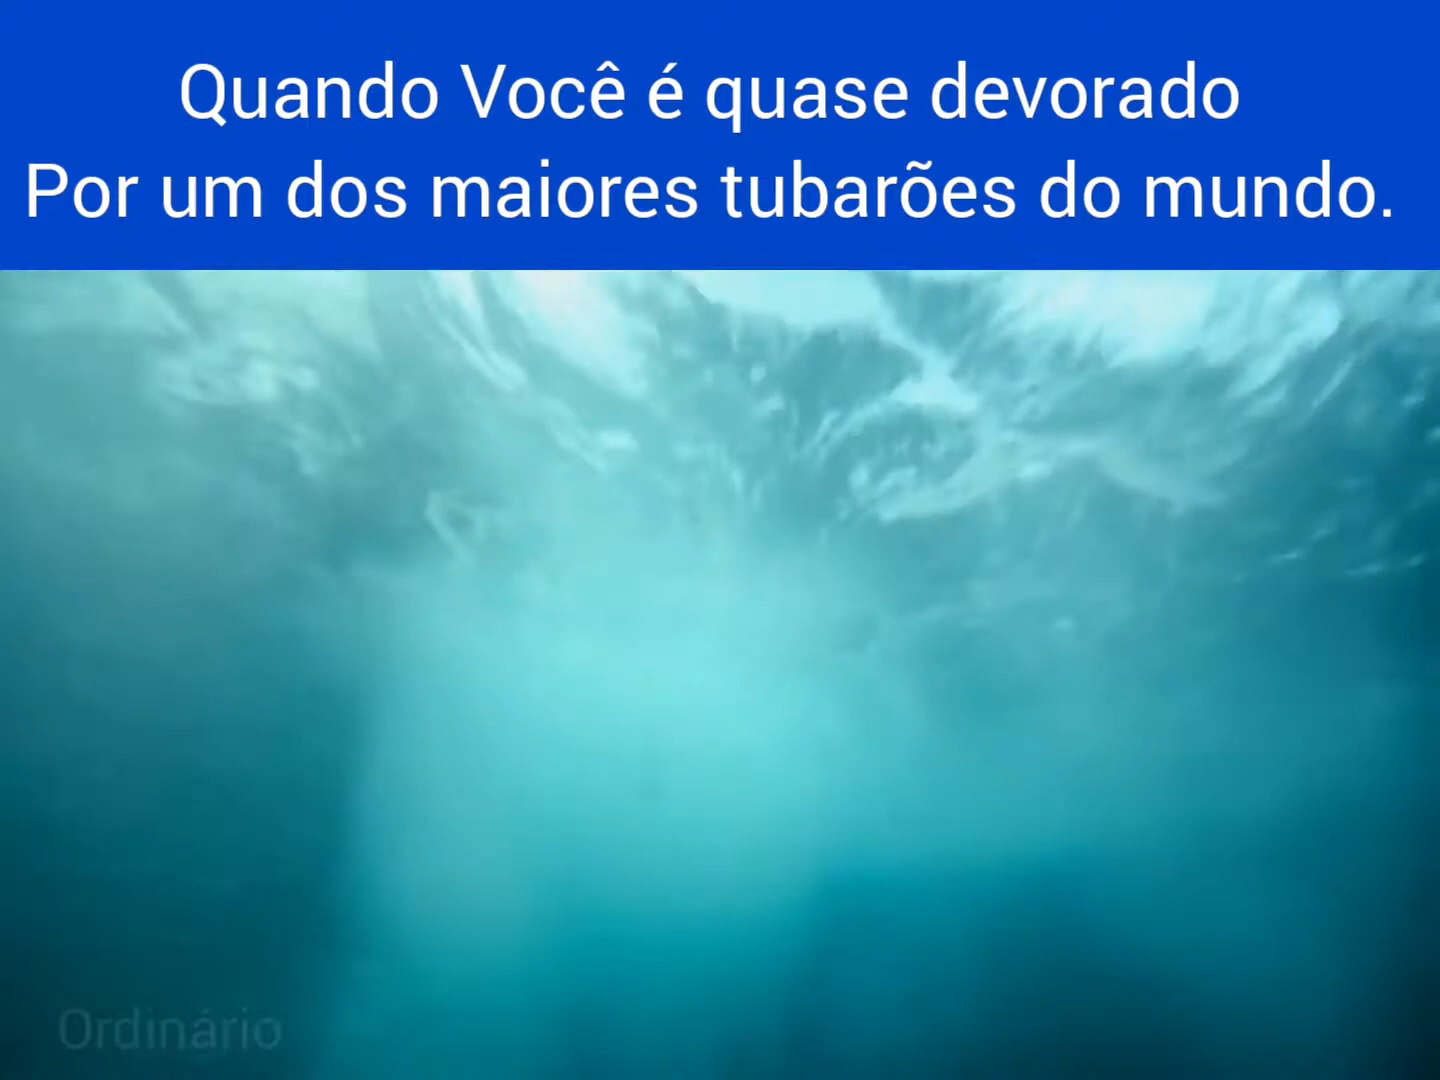 Quando Você é quase devorado
Por um dos maiores tubarões do mundo.
Ordinário